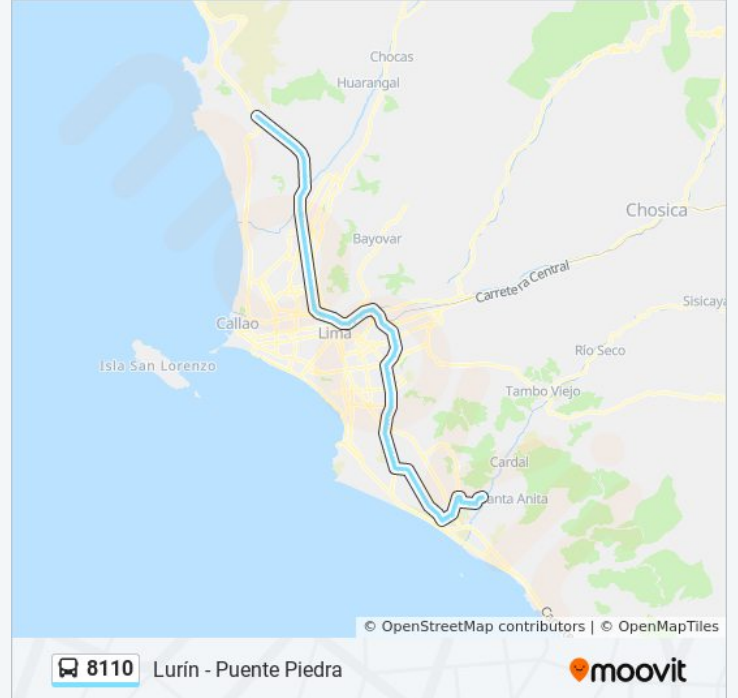 Chocas
Huarangal
Chosica
Bayovar
Carretera Central
Sisicaya
Callao
Lima
Río Seco
Isla San Lorenzo
Tambo Viejo
Cardal
anta Anita
© OpenStreetMap contributors | © OpenMapTiles
8110 Lurín - Puente Piedra
moovit